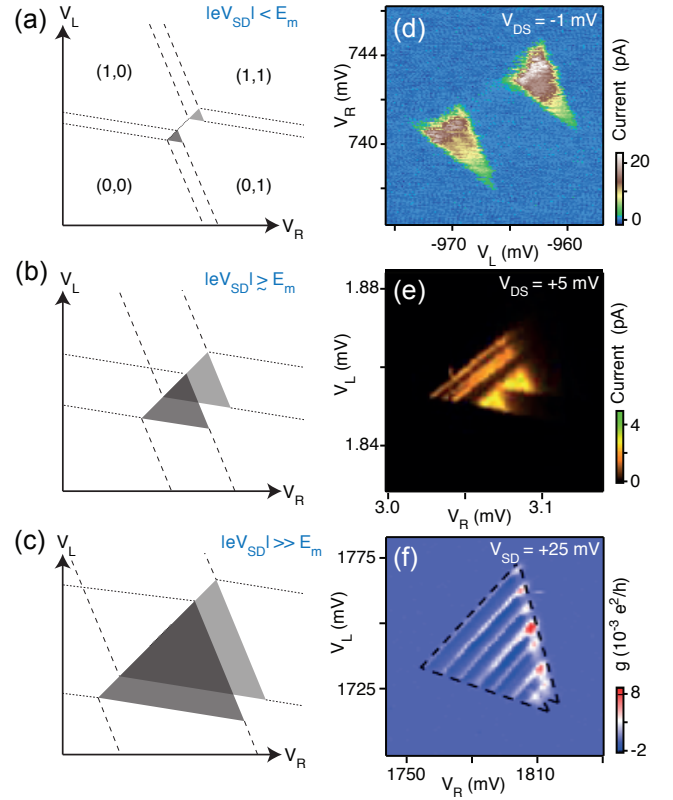 (a)
V_L
|eV_SD| < E_m
(1,0)
(1,1)
(0,0)
(0,1)
V_R
(b)
V_L
|eV_SD| ≳ E_m
V_R
(c)
V_L
|eV_SD| >> E_m
V_R
(d)
V_DS = -1 mV
744
740
V_R (mV)
-970
-960
V_L (mV)
Current (pA)
20
0
(e)
V_DS = +5 mV
1.88
1.84
V_L (mV)
3.0
3.1
V_R (mV)
Current (pA)
4
0
(f)
V_SD = +25 mV
1775
1725
V_L (mV)
1750
1810
V_R (mV)
g (10⁻³ e²/h)
8
-2